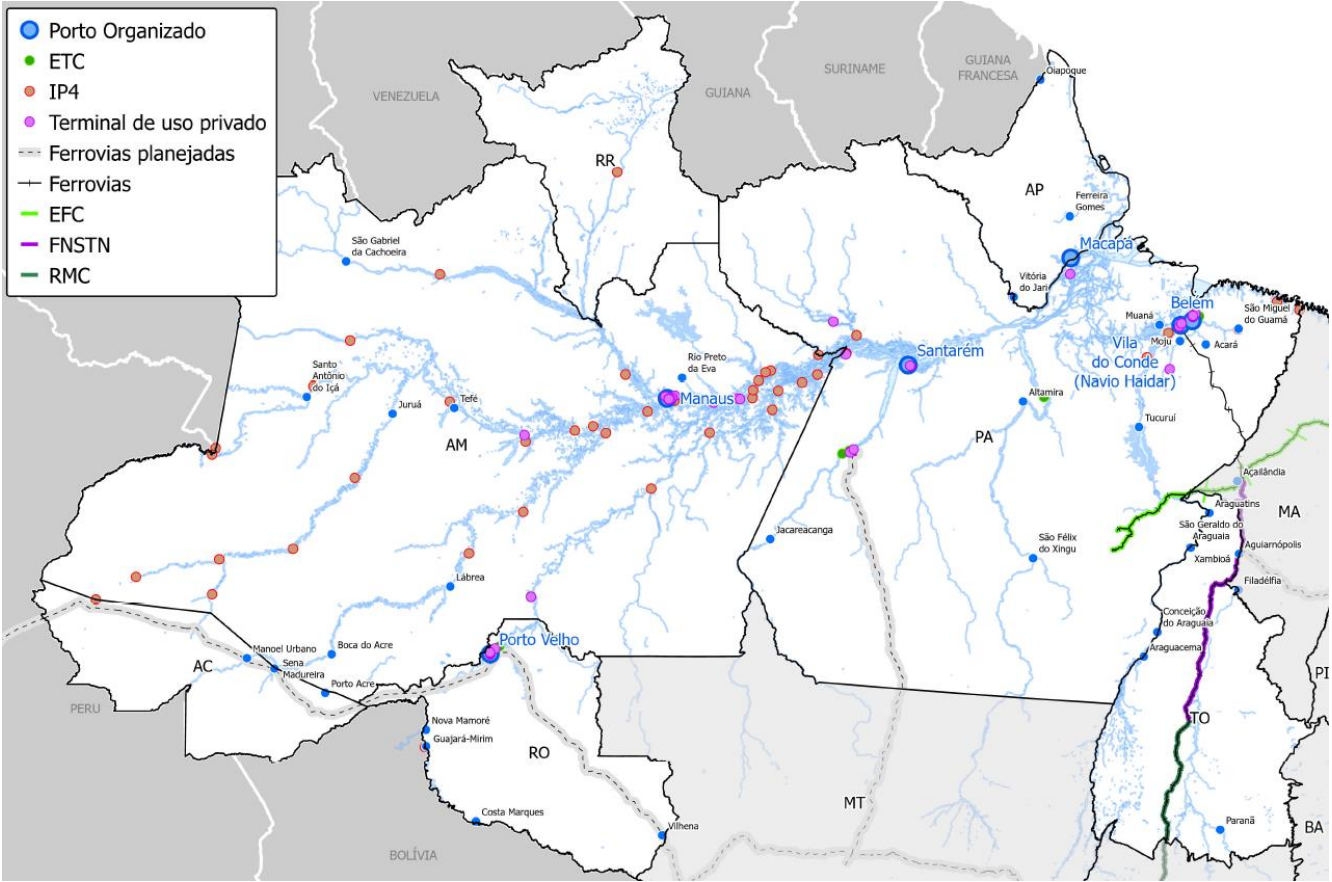 Porto Organizado
ETC
IP4
Terminal de uso privado
Ferrovias planejadas
Ferrovias
EFC
FNSTN
RMC
VENEZUELA
GUIANA
SURINAME
GUIANA
FRANCESA
Oiapoque
RR
AP
Ferreira
Gomes
São Gabriel
da Cachoeira
Macapá
Vitória
do Jari
Belém
São Miguel
do Guamá
Muaná
Moju
Acará
Vila
do Conde
(Navio Haidar)
Santarém
Rio Preto
da Eva
Manaus
Santo
Antônio
do Içá
Juruá
Tefé
Altamira
Tucuruí
AM
PA
Açailândia
Araguatins
MA
São Geraldo do
Araguaia
Xambioá
Aguiarnópolis
Jacareacanga
São Félix
do Xingu
Filadélfia
Lábrea
Conceição
do Araguaia
Araguacema
Porto Velho
Boca do Acre
Manoel Urbano
Sena
Madureira
AC
Porto Acre
PERU
PI
Nova Mamoré
Guajará-Mirim
RO
TO
MT
Costa Marques
Vilhena
Paranã
BA
BOLÍVIA